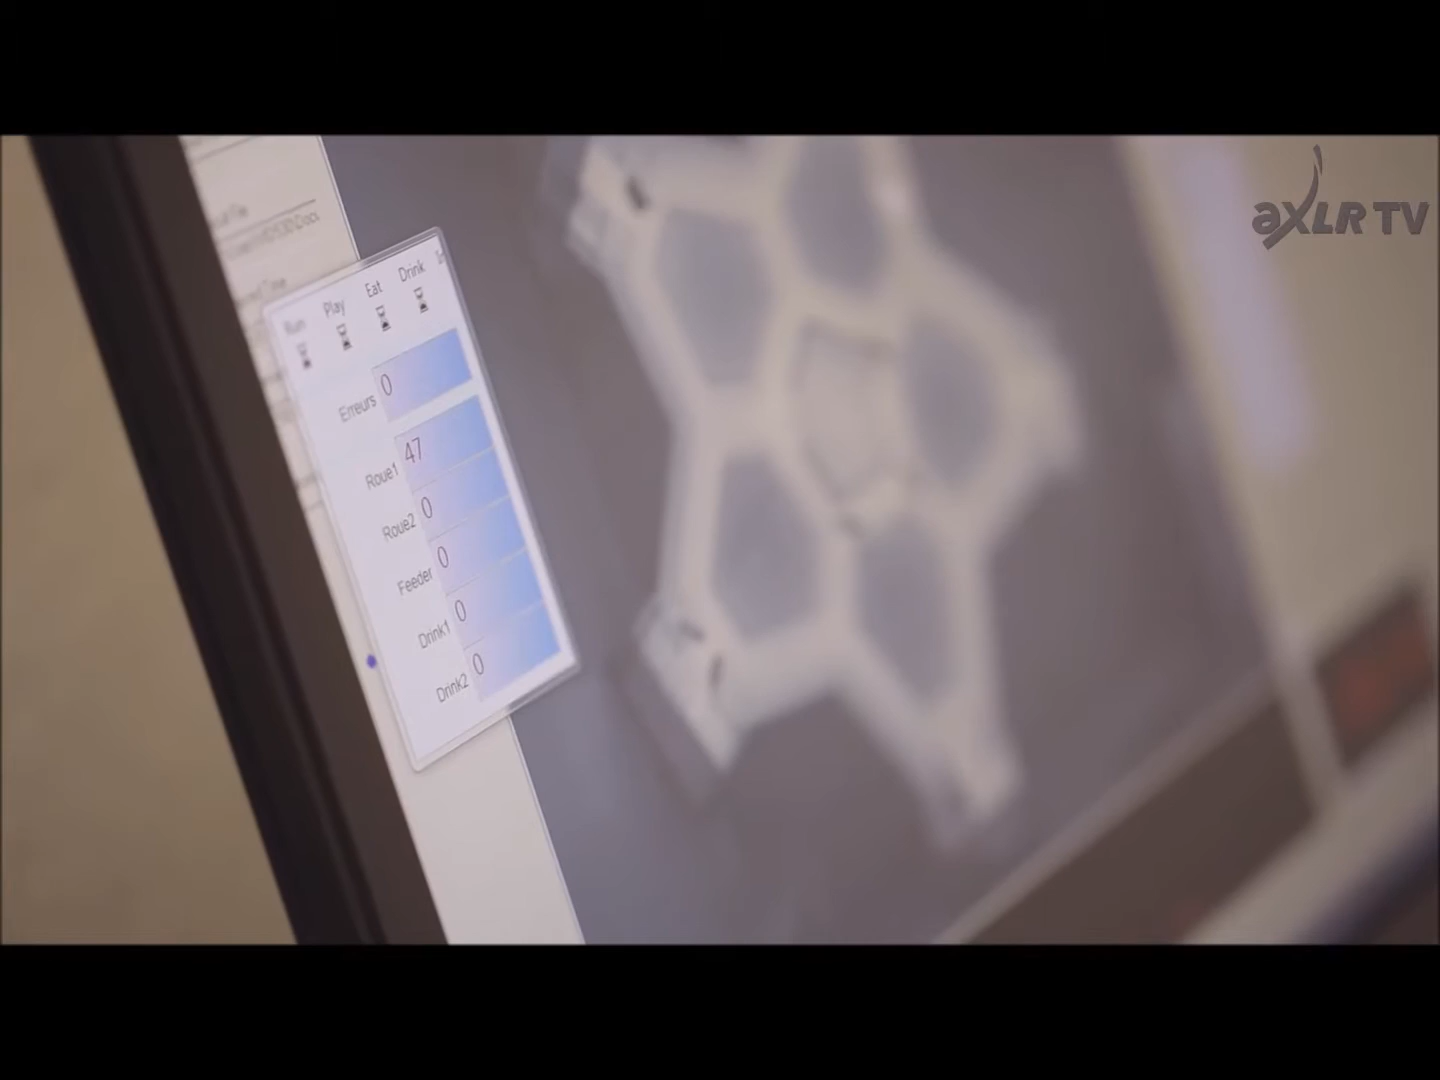 aXLR TV
Run Play Eat Drink
Erreurs 0
Roue1 47
Roue2 0
Feeder 0
Drink1 0
Drink2 0